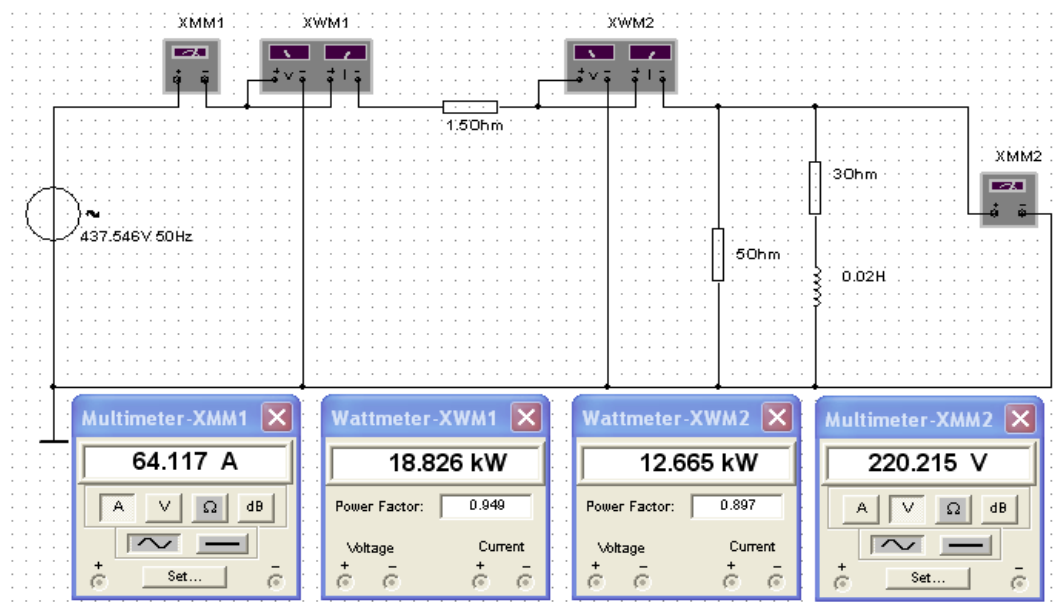 XMM1 XWM1 XWM2
1.5Ohm
XMM2
3Ohm
437.546V 50Hz
5Ohm
0.02H
Multimeter-XMM1
64.117 A
A V Ω dB
Set...
+ -
Wattmeter-XWM1
18.826 kW
Power Factor: 0.949
Voltage Current
+ - + -
Wattmeter-XWM2
12.665 kW
Power Factor: 0.897
Voltage Current
+ - + -
Multimeter-XMM2
220.215 V
A V Ω dB
Set...
+ -